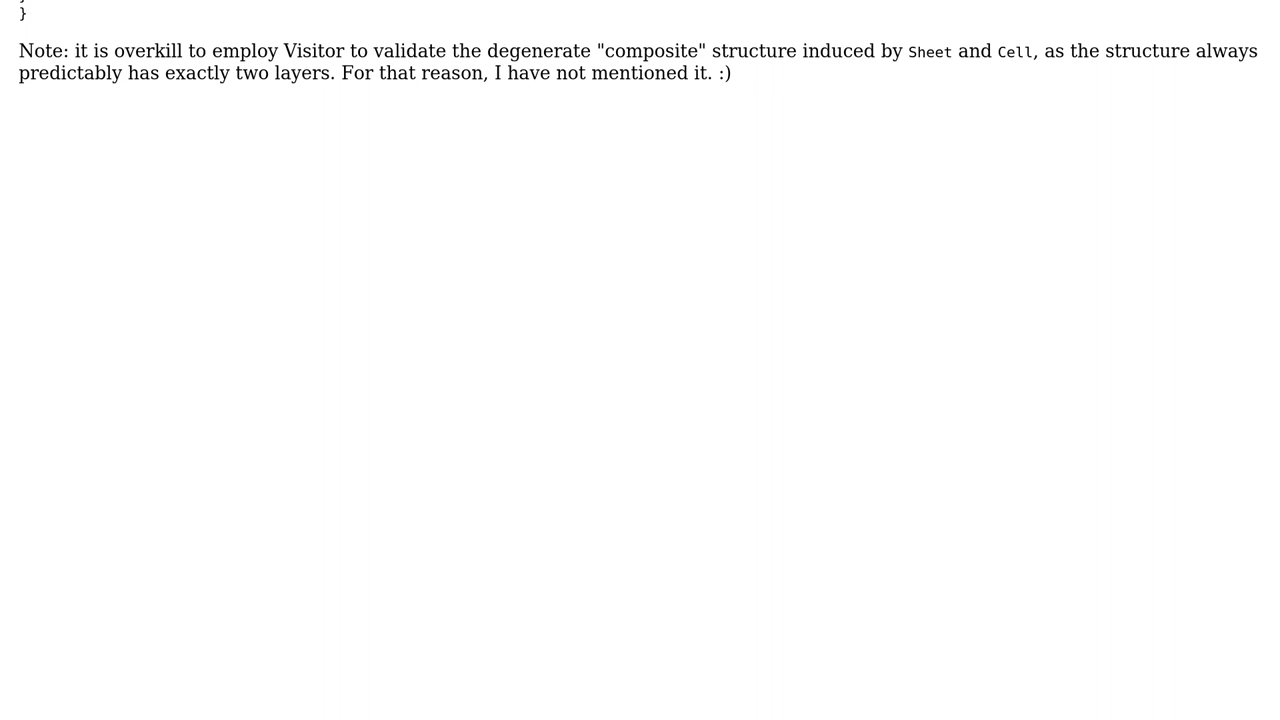 }
Note: it is overkill to employ Visitor to validate the degenerate "composite" structure induced by Sheet and Cell, as the structure always
predictably has exactly two layers. For that reason, I have not mentioned it. :)